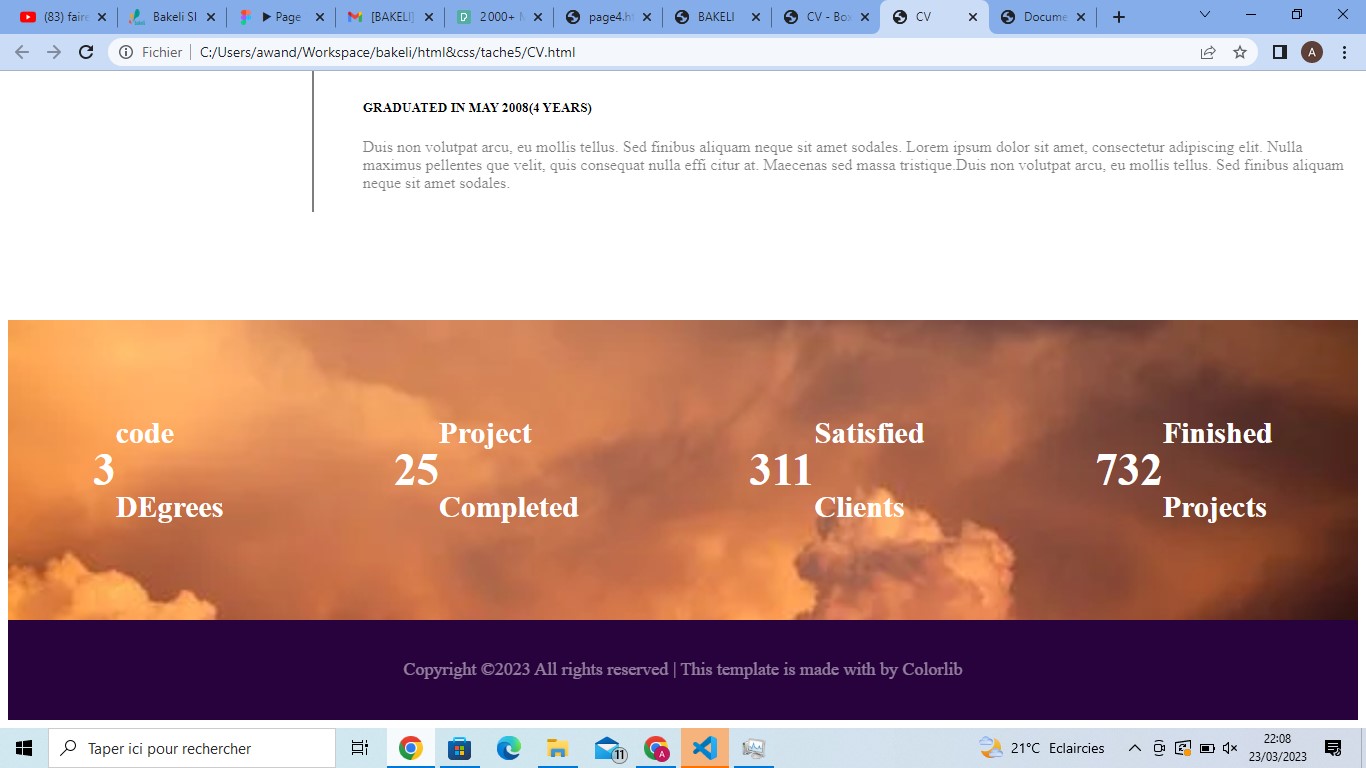 (83) faire
Bakeli SI
Page
[BAKELI]
2000+ M
page4.ht
BAKELI
CV - Box
CV
Docume
Fichier | C:/Users/awand/Workspace/bakeli/html&css/tache5/CV.html
A
GRADUATED IN MAY 2008(4 YEARS)
Duis non volutpat arcu, eu mollis tellus. Sed finibus aliquam neque sit amet sodales. Lorem ipsum dolor sit amet, consectetur adipiscing elit. Nulla
maximus pellentes que velit, quis consequat nulla effi citur at. Maecenas sed massa tristique.Duis non volutpat arcu, eu mollis tellus. Sed finibus aliquam
neque sit amet sodales.
code
3
DEgrees
Project
25
Completed
Satisfied
311
Clients
Finished
732
Projects
Copyright ©2023 All rights reserved | This template is made with by Colorlib
Taper ici pour rechercher
11
A
21°C Eclaircies
22:08
23/03/2023